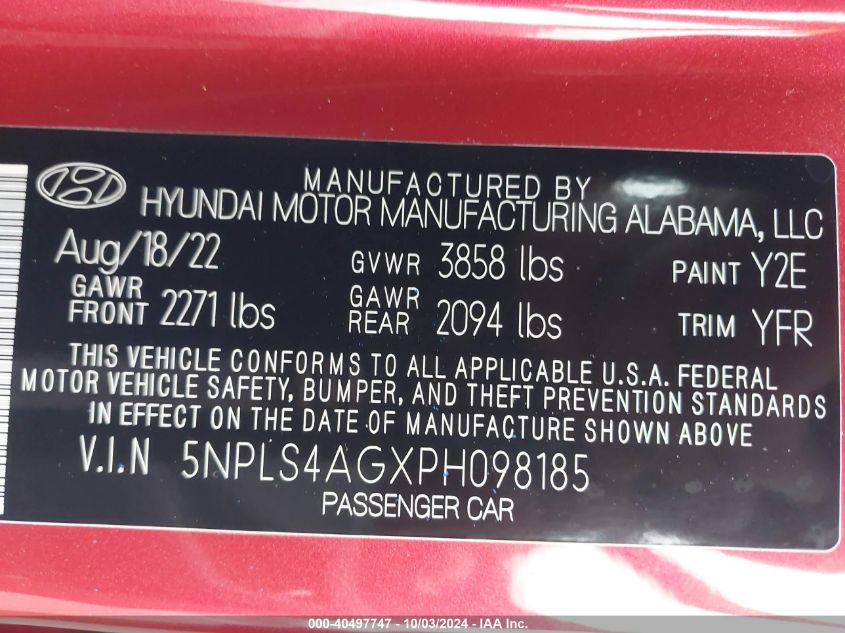 MANUFACTURED BY
HYUNDAI MOTOR MANUFACTURING ALABAMA, LLC
Aug/18/22 GVWR 3858 lbs PAINT Y2E
GAWR FRONT 2271 lbs GAWR REAR 2094 lbs TRIM YFR
THIS VEHICLE CONFORMS TO ALL APPLICABLE U.S.A. FEDERAL
MOTOR VEHICLE SAFETY, BUMPER, AND THEFT PREVENTION STANDARDS
IN EFFECT ON THE DATE OF MANUFACTURE SHOWN ABOVE
V.I.N 5NPLS4AGXPH098185
PASSENGER CAR
000-40497747 - 10/03/2024 - IAA Inc.